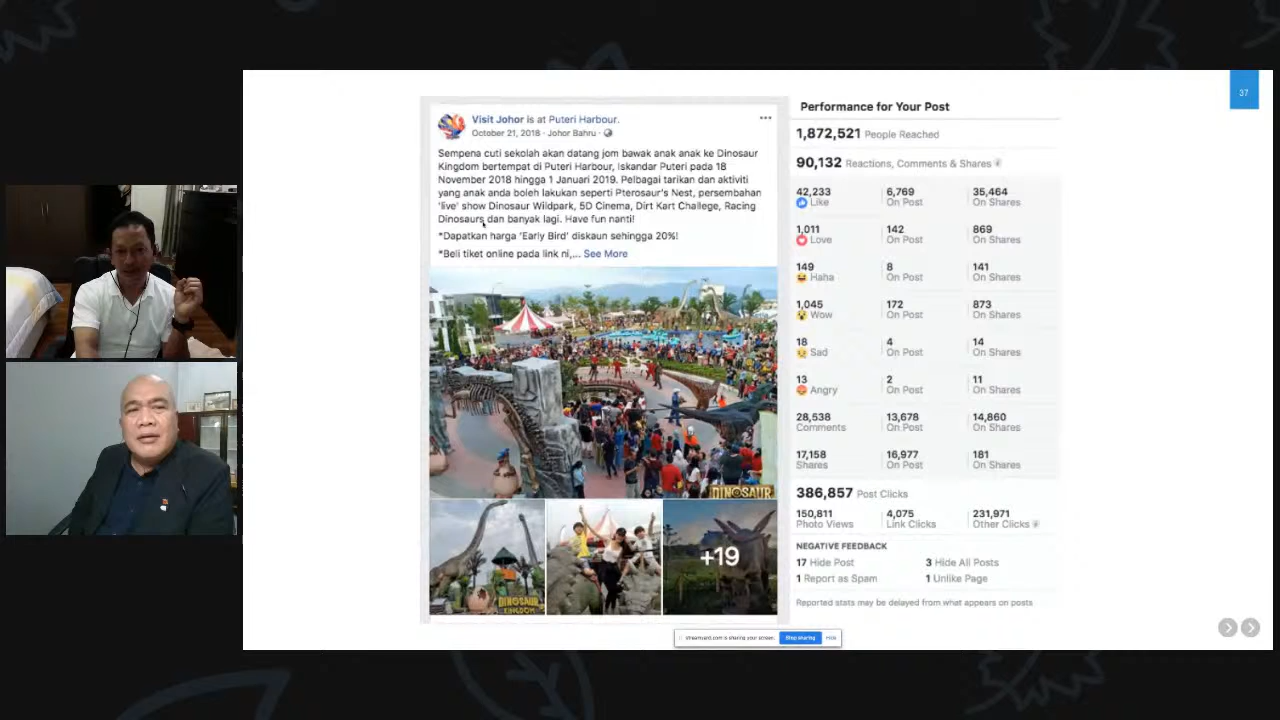 37
Visit Johor is at Puteri Harbour.
October 21, 2018 · Johor Bahru ·
Sempena cuti sekolah akan datang jom bawak anak anak ke Dinosaur
Kingdom bertempat di Puteri Harbour, Iskandar Puteri pada 18
November 2018 hingga 1 Januari 2019. Pelbagai tarikan dan aktiviti
yang anak anda boleh lakukan seperti Pterosaur's Nest, persembahan
'live' show Dinosaur Wildpark, 5D Cinema, Dirt Kart Challege, Racing
Dinosaurs dan banyak lagi. Have fun nanti!
*Dapatkan harga 'Early Bird' diskaun sehingga 20%!
*Beli tiket online pada link ni,... See More
DINOSAUR
DINOSAUR
KINGDOM
+19
Performance for Your Post
1,872,521 People Reached
90,132 Reactions, Comments & Shares
42,233 6,769 35,464
Like On Post On Shares
1,011 142 869
Love On Post On Shares
149 8 141
Haha On Post On Shares
1,045 172 873
Wow On Post On Shares
18 4 14
Sad On Post On Shares
13 2 11
Angry On Post On Shares
28,538 13,678 14,860
Comments On Post On Shares
17,158 16,977 181
Shares On Post On Shares
386,857 Post Clicks
150,811 4,075 231,971
Photo Views Link Clicks Other Clicks
NEGATIVE FEEDBACK
17 Hide Post 3 Hide All Posts
1 Report as Spam 1 Unlike Page
Reported stats may be delayed from what appears on posts
streamyard.com is sharing your screen. Stop sharing Hide